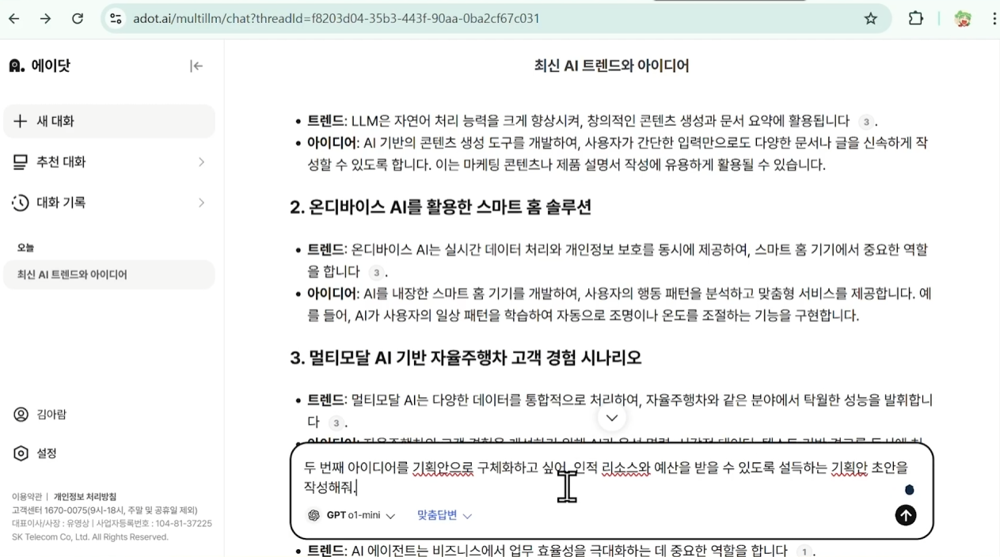 adot.ai/multillm/chat?threadId=f8203d04-35b3-443f-90aa-0ba2cf67c031
에이닷
새 대화
추천 대화
대화 기록
오늘
최신 AI 트렌드와 아이디어
김아람
설정
이용약관 | 개인정보 처리방침
고객센터 1670-0075(9시-18시, 주말 및 공휴일 제외)
대표이사/사장 : 유영상 | 사업자등록번호 : 104-81-37225
SK Telecom Co, Ltd. All Rights Reserved.
최신 AI 트렌드와 아이디어
• 트렌드: LLM은 자연어 처리 능력을 크게 향상시켜, 창의적인 콘텐츠 생성과 문서 요약에 활용됩니다 3 .
• 아이디어: AI 기반의 콘텐츠 생성 도구를 개발하여, 사용자가 간단한 입력만으로도 다양한 문서나 글을 신속하게 작
성할 수 있도록 합니다. 이는 마케팅 콘텐츠나 제품 설명서 작성에 유용하게 활용될 수 있습니다.
2. 온디바이스 AI를 활용한 스마트 홈 솔루션
• 트렌드: 온디바이스 AI는 실시간 데이터 처리와 개인정보 보호를 동시에 제공하여, 스마트 홈 기기에서 중요한 역할
을 합니다 3 .
• 아이디어: AI를 내장한 스마트 홈 기기를 개발하여, 사용자의 행동 패턴을 분석하고 맞춤형 서비스를 제공합니다. 예
를 들어, AI가 사용자의 일상 패턴을 학습하여 자동으로 조명이나 온도를 조절하는 기능을 구현합니다.
3. 멀티모달 AI 기반 자율주행차 고객 경험 시나리오
• 트렌드: 멀티모달 AI는 다양한 데이터를 통합적으로 처리하여, 자율주행차와 같은 분야에서 탁월한 성능을 발휘합니
다 3 .
두 번째 아이디어를 기획안으로 구체화하고 싶어. 인적 리소스와 예산을 받을 수 있도록 설득하는 기획안 초안을
작성해줘.
GPT o1-mini 맞춤답변
• 트렌드: AI 에이전트는 비즈니스에서 업무 효율성을 극대화하는 데 중요한 역할을 합니다 1 .